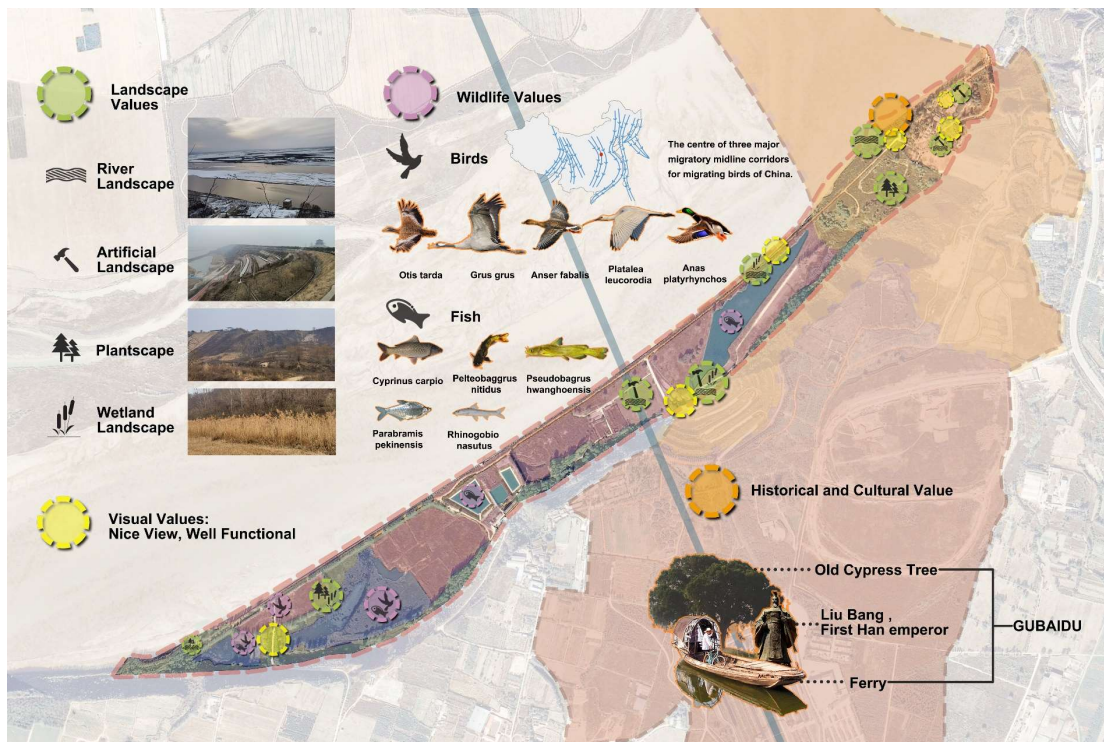 Landscape
Values
River
Landscape
Artificial
Landscape
Plantscape
Wetland
Landscape
Visual Values:
Nice View, Well Functional
Wildlife Values
Birds
The centre of three major
migratory midline corridors
for migrating birds of China.
Otis tarda
Grus grus
Anser fabalis
Platalea
leucorodia
Anas
platyrhynchos
Fish
Cyprinus carpio
Pelteobaggrus
nitidus
Pseudobagrus
hwanghoensis
Parabramis
pekinensis
Rhinogobio
nasutus
Historical and Cultural Value
Old Cypress Tree
Liu Bang ,
First Han emperor
Ferry
GUBAIDU